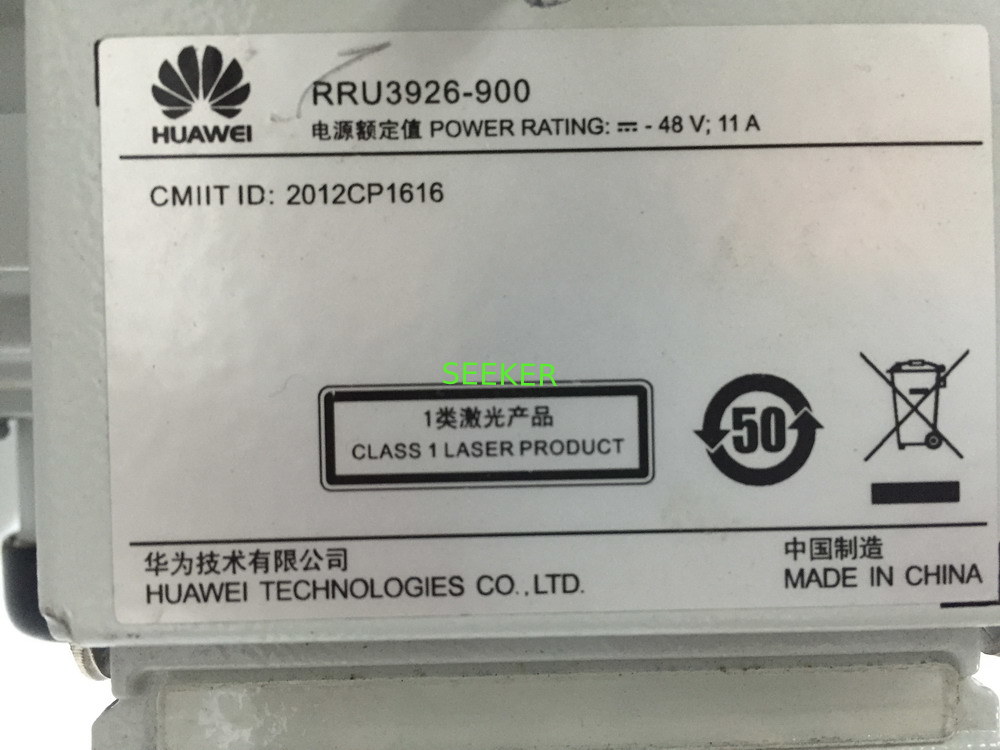 HUAWEI
RRU3926-900
电源额定值 POWER RATING: ⎓ - 48 V; 11 A
CMIIT ID: 2012CP1616
SEEKER
1类激光产品
CLASS 1 LASER PRODUCT
50
华为技术有限公司
HUAWEI TECHNOLOGIES CO.,LTD.
中国制造
MADE IN CHINA